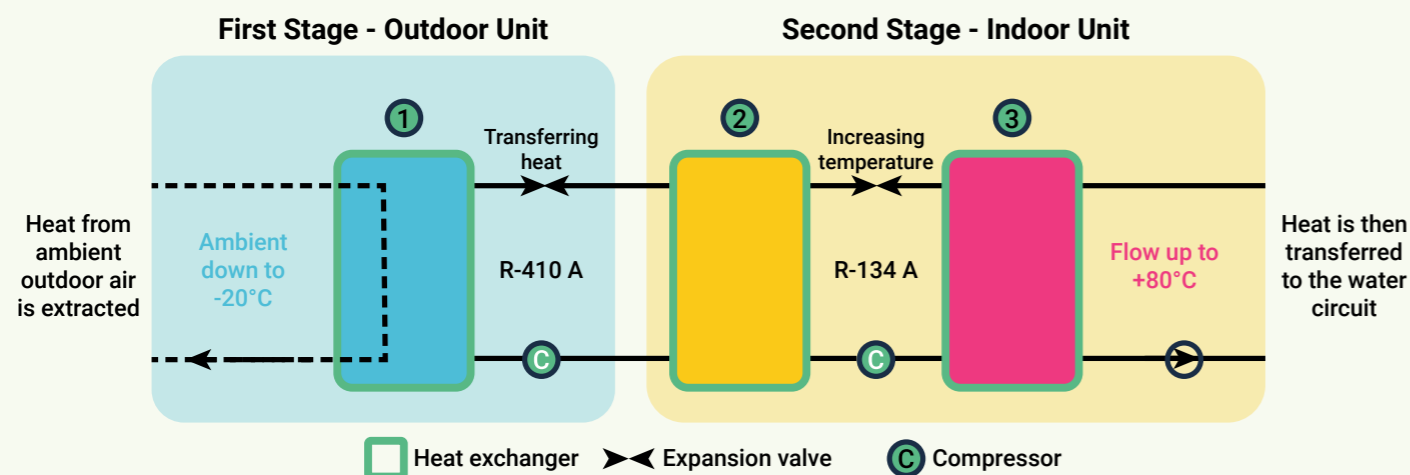 First Stage - Outdoor Unit
Second Stage - Indoor Unit
1
2
3
Transferring
heat
Increasing
temperature
Heat from
ambient
outdoor air
is extracted
Ambient
down to
-20°C
R-410 A
R-134 A
Flow up to
+80°C
Heat is then
transferred
to the water
circuit
C
C
Heat exchanger
Expansion valve
C
Compressor